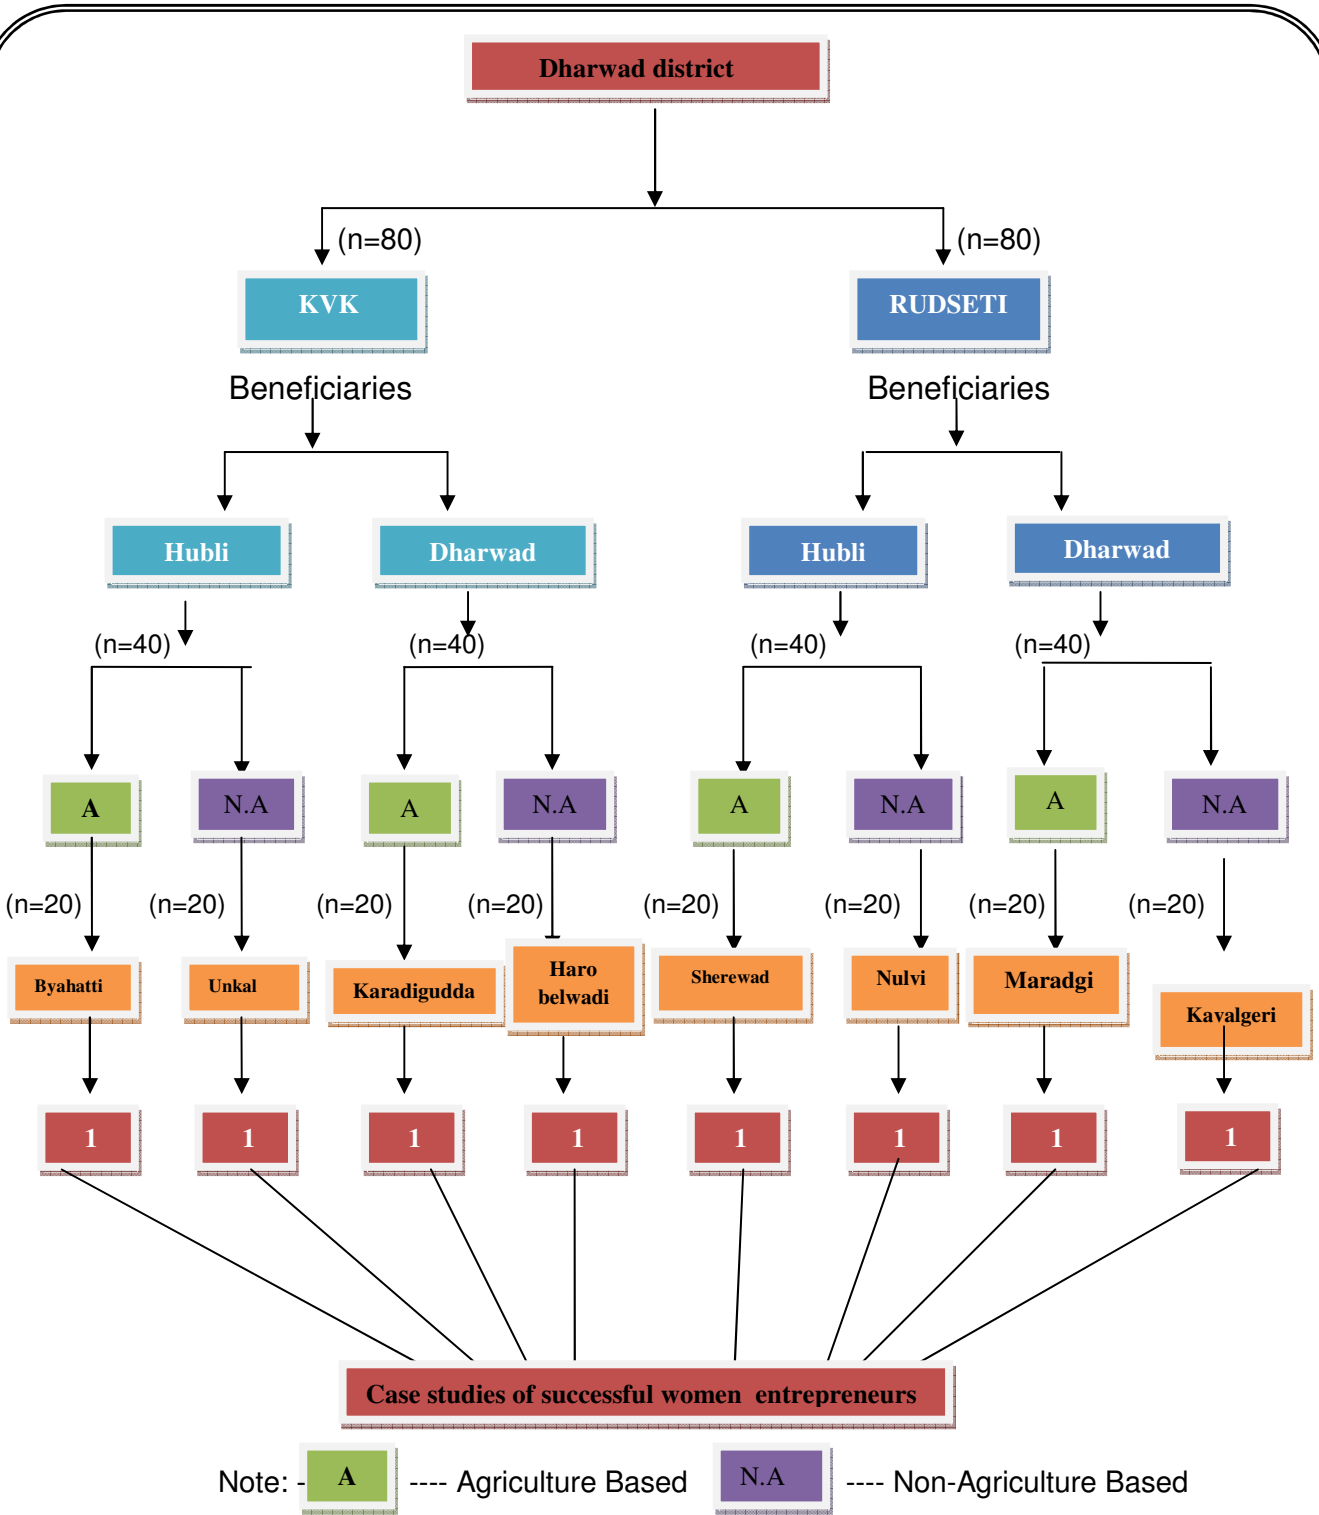 Dharwad district
(n=80) (n=80)
KVK RUDSETI
Beneficiaries Beneficiaries
Hubli Dharwad Hubli Dharwad
(n=40) (n=40) (n=40) (n=40)
A N.A A N.A A N.A A N.A
(n=20) (n=20) (n=20) (n=20) (n=20) (n=20) (n=20) (n=20)
Byahatti Unkal Karadigudda Haro
belwadi Sherewad Nulvi Maradgi Kavalgeri
1 1 1 1 1 1 1 1
Case studies of successful women entrepreneurs
Note: - A ---- Agriculture Based N.A ---- Non-Agriculture Based